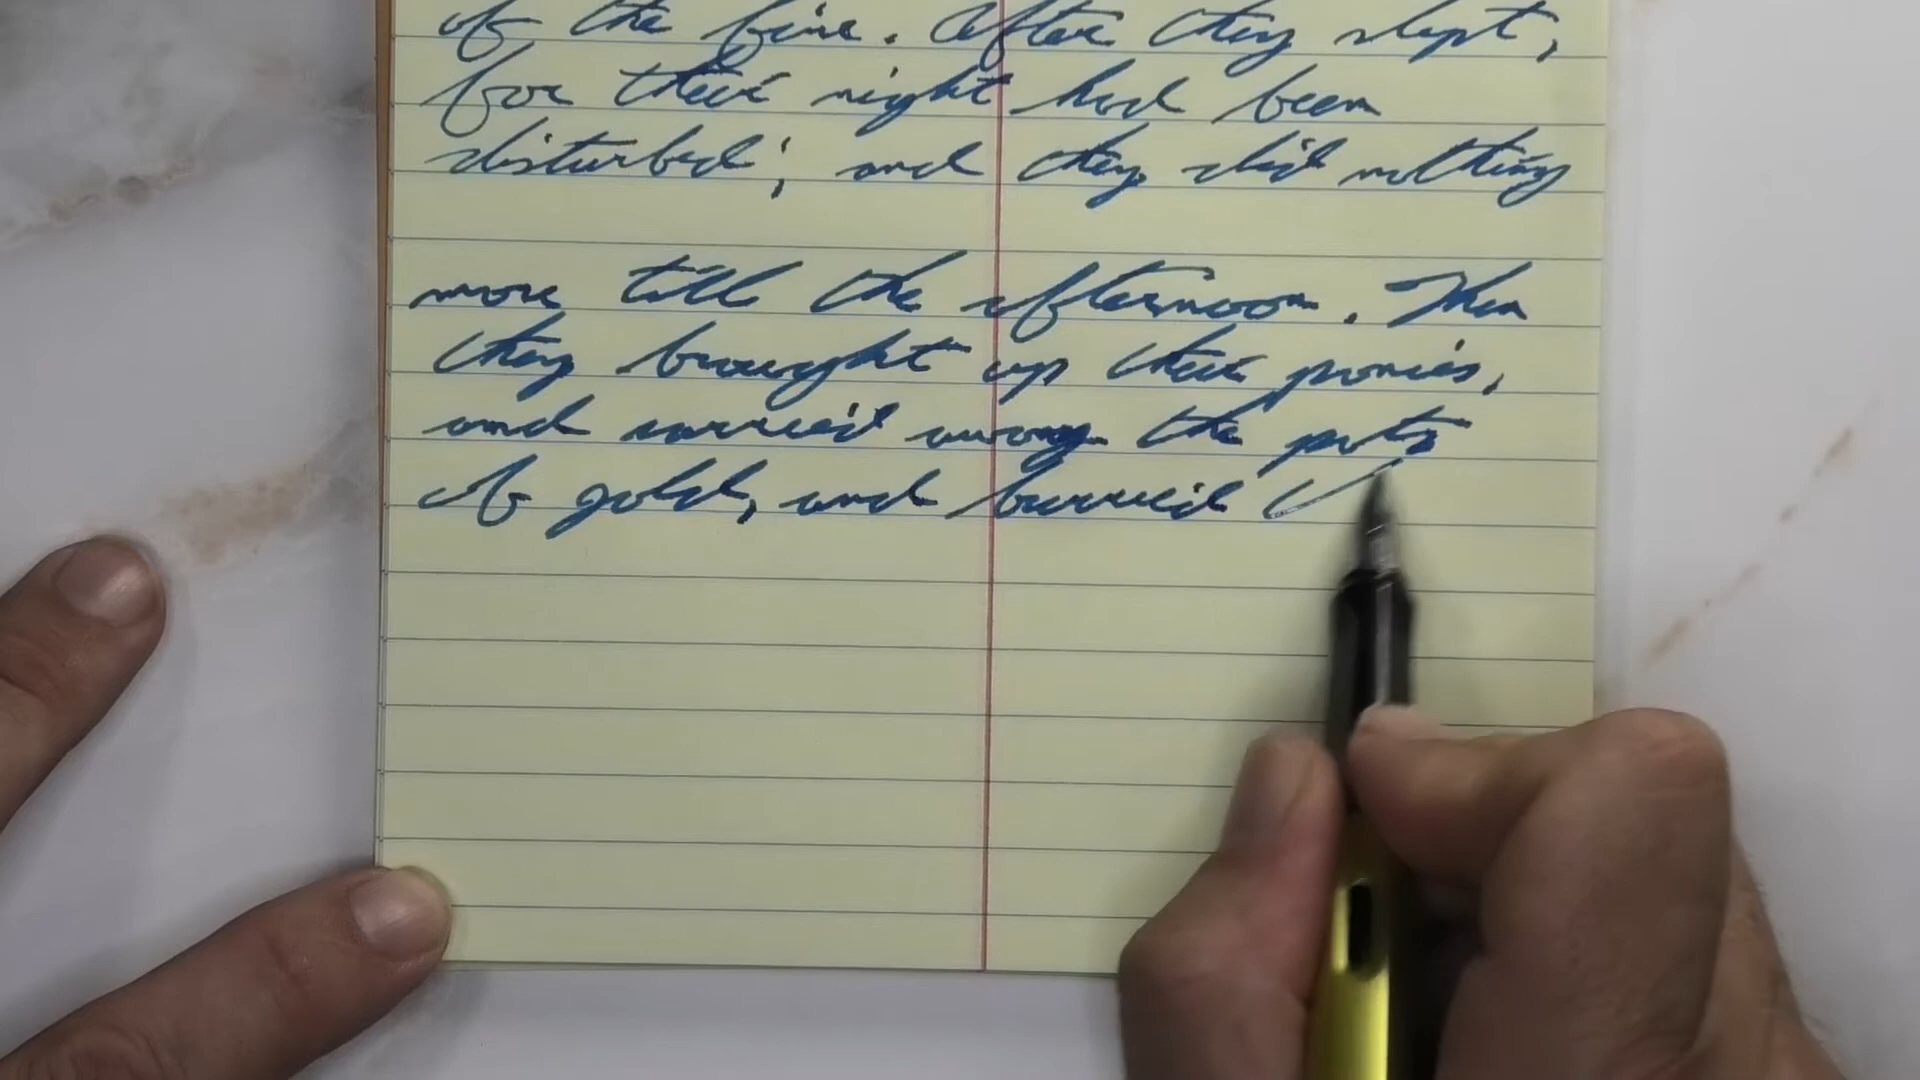 of the fire. After they slept,
for their night had been
disturbed; and they did nothing
more till the afternoon. Then
they brought up their ponies,
and carried away the pots
of gold, and burried